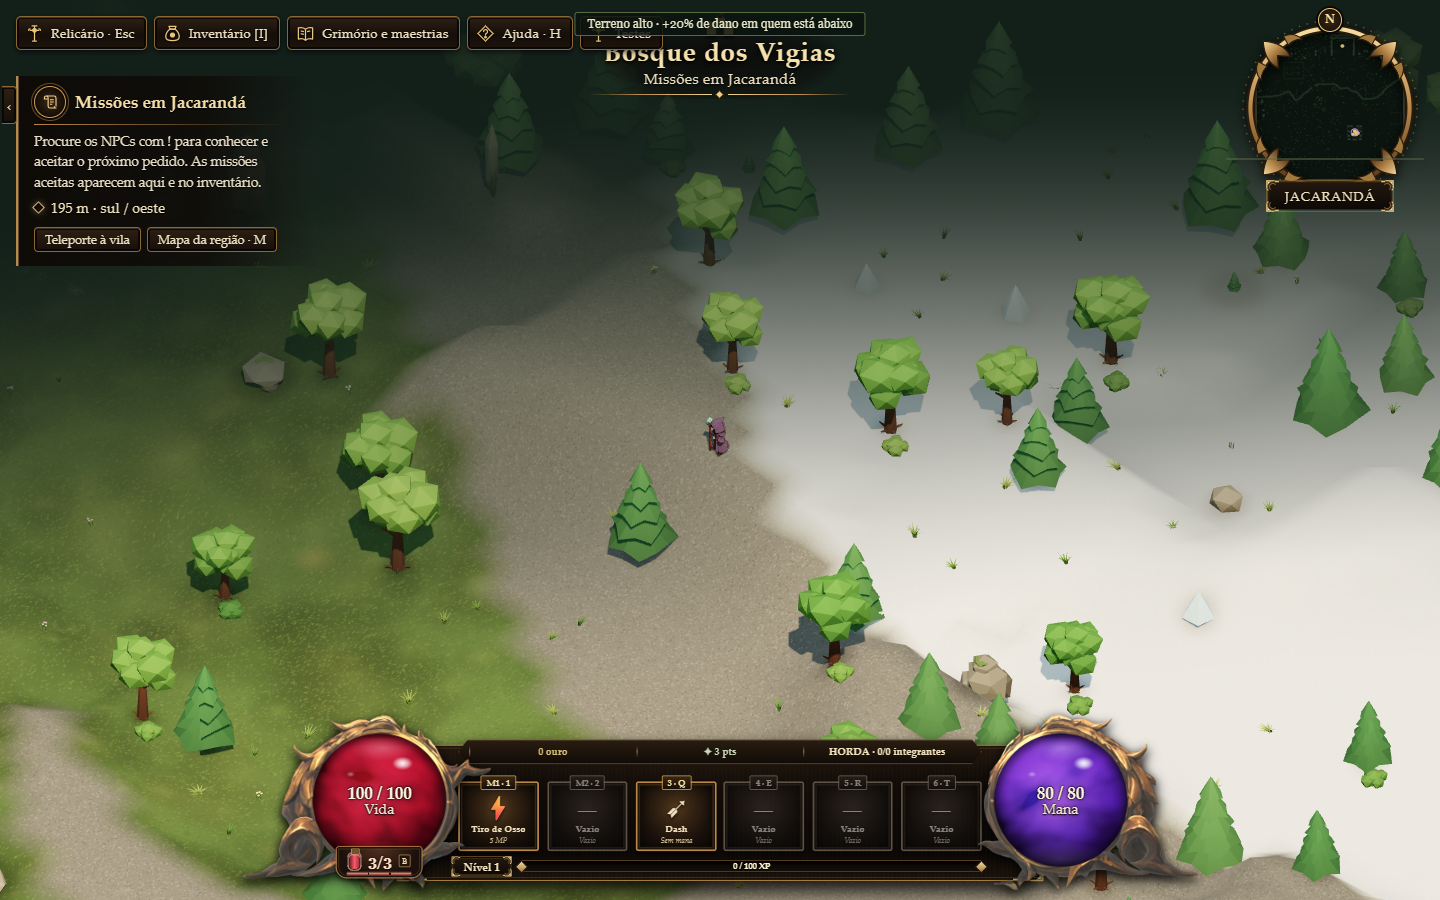 Relicário · Esc
Inventário [I]
Grimório e maestrias
Ajuda · H
Testes
Terreno alto · +20% de dano em quem está abaixo
Bosque dos Vigias
Missões em Jacarandá
N
JACARANDÁ
‹
Missões em Jacarandá
Procure os NPCs com ! para conhecer e
aceitar o próximo pedido. As missões
aceitas aparecem aqui e no inventário.
195 m · sul / oeste
Teleporte à vila
Mapa da região · M
0 ouro
3 pts
HORDA · 0/0 integrantes
100 / 100
Vida
3/3
B
M1 · 1
Tiro de Osso
5 MP
M2 · 2
Vazio
Vazio
3 · Q
Dash
Sem mana
4 · E
Vazio
Vazio
5 · R
Vazio
Vazio
6 · T
Vazio
Vazio
80 / 80
Mana
Nível 1
0 / 100 XP